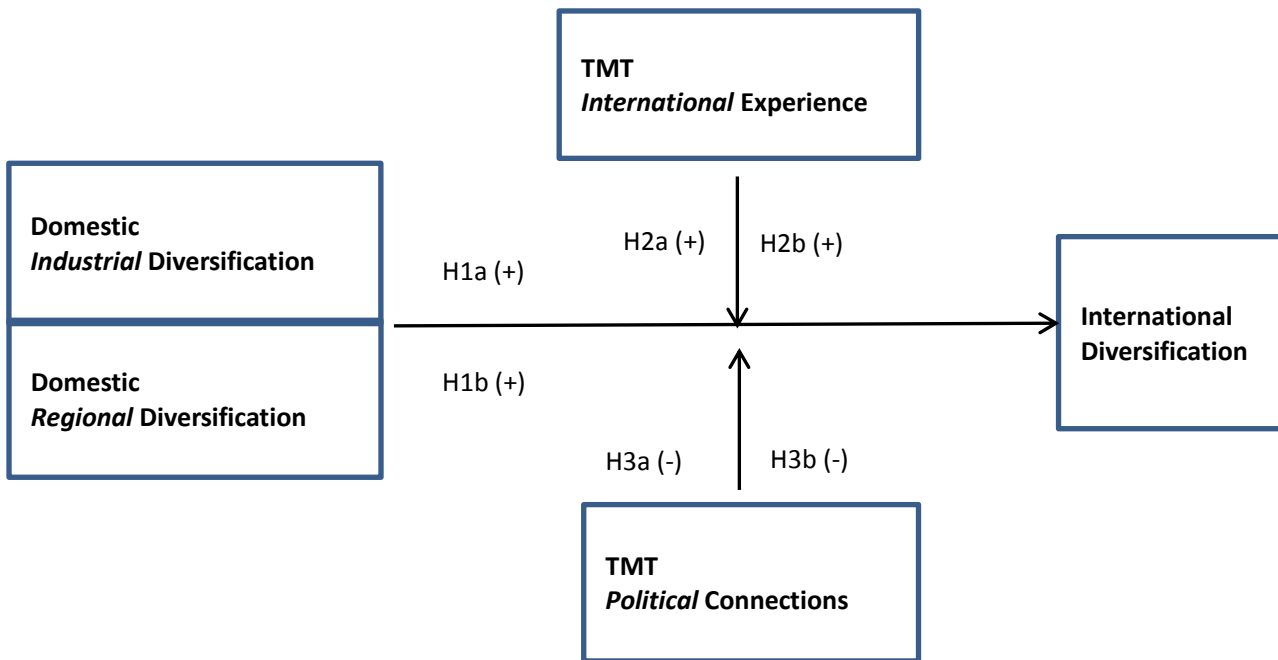 TMT
International Experience
Domestic
Industrial Diversification
H2a (+)
H2b (+)
H1a (+)
International
Diversification
Domestic
Regional Diversification
H1b (+)
H3a (-)
H3b (-)
TMT
Political Connections